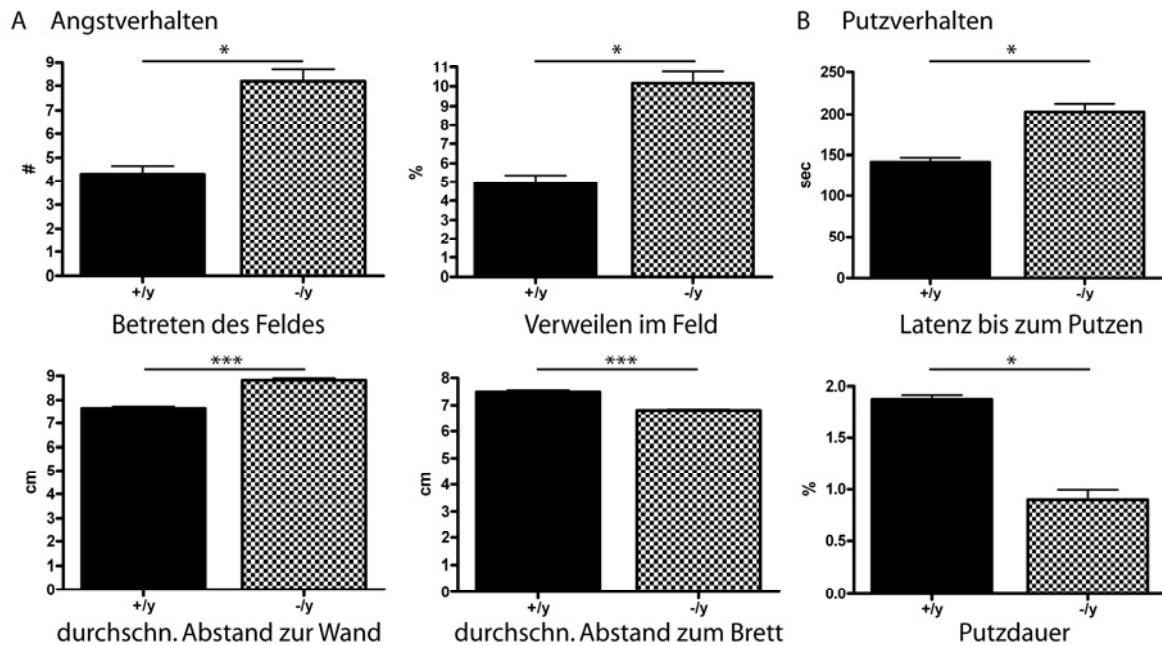 A Angstverhalten
B Putzverhalten
*
9
8
7
6
5
4
3
2
1
0
#
+/y
-/y
Betreten des Feldes
*
11
10
9
8
7
6
5
4
3
2
1
0
%
+/y
-/y
Verweilen im Feld
*
250
200
150
100
50
0
sec
+/y
-/y
Latenz bis zum Putzen
***
9
8
7
6
5
4
3
2
1
0
cm
+/y
-/y
durchschn. Abstand zur Wand
***
8
7
6
5
4
3
2
1
0
cm
+/y
-/y
durchschn. Abstand zum Brett
*
2.0
1.5
1.0
0.5
0.0
%
+/y
-/y
Putzdauer